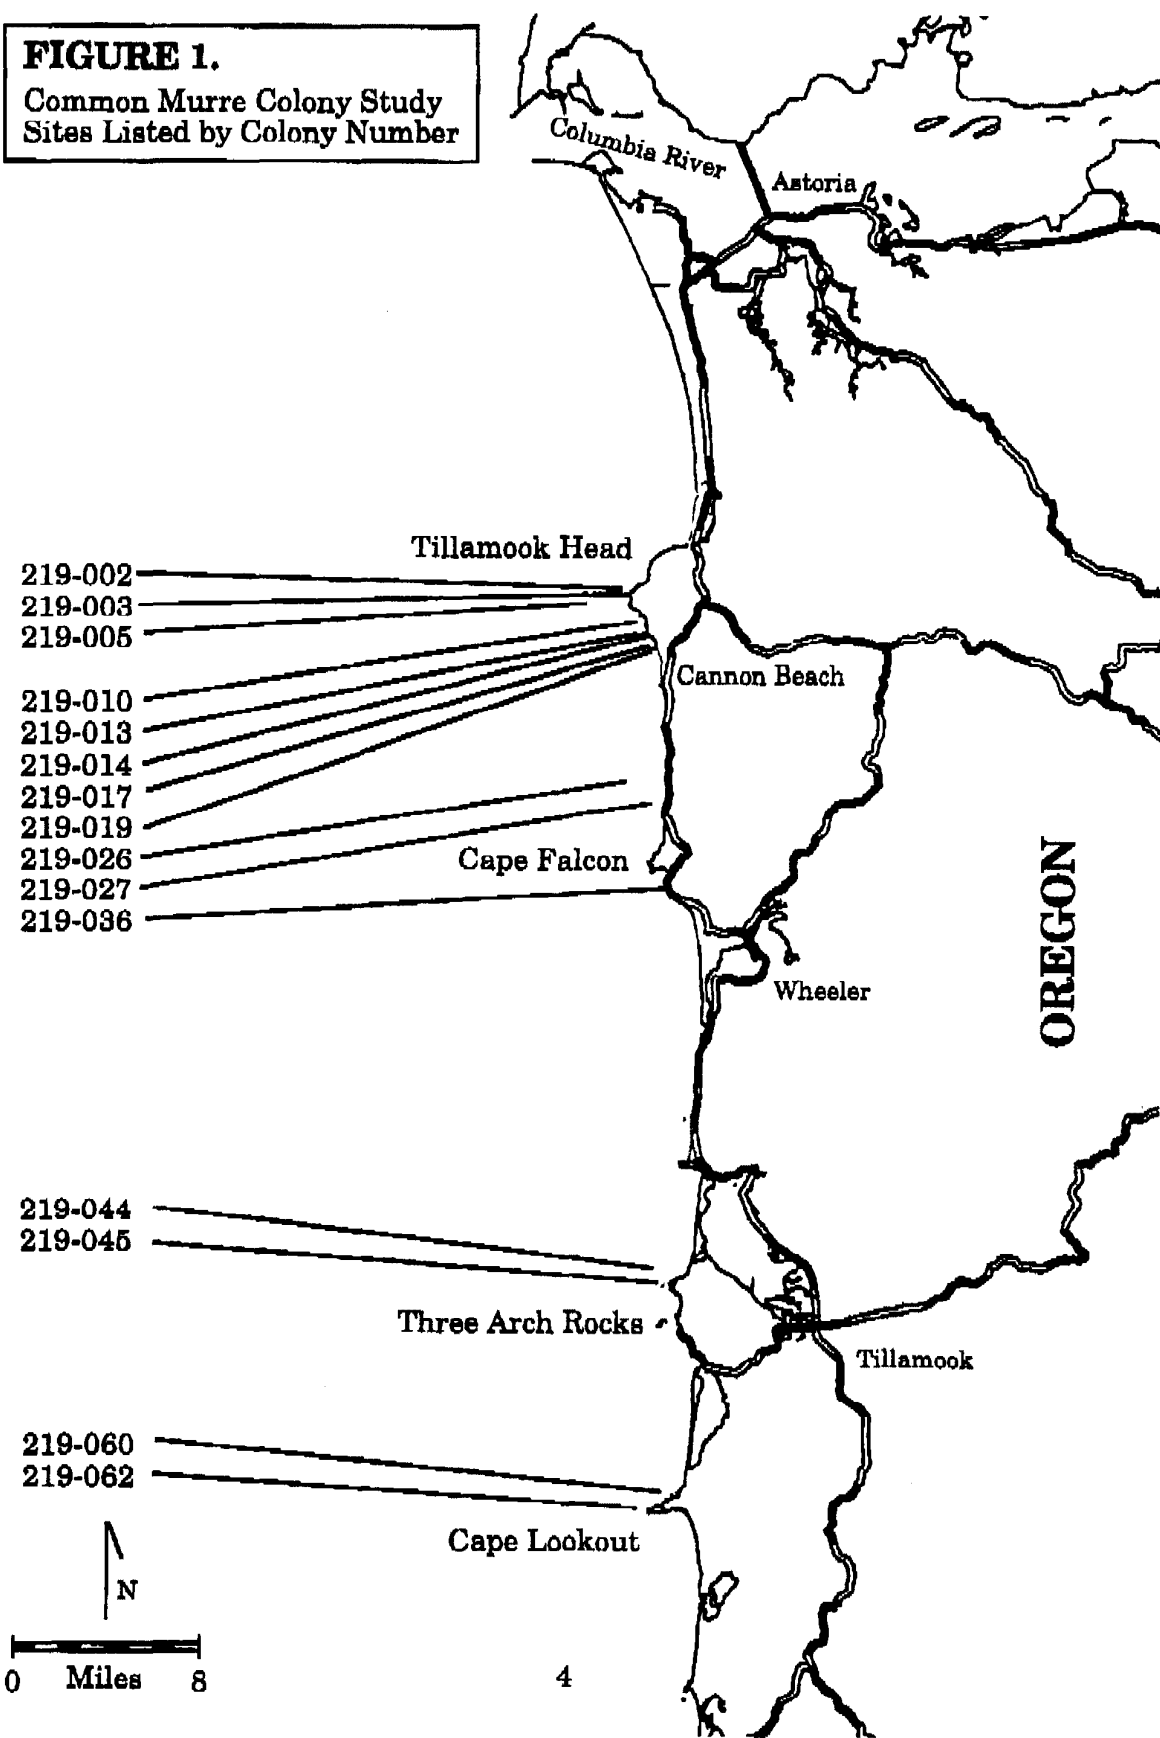 FIGURE 1.
Common Murre Colony Study
Sites Listed by Colony Number
Columbia River
Astoria
Tillamook Head
219-002
219-003
219-005
219-010
219-013
219-014
219-017
219-019
219-026
219-027
219-036
Cannon Beach
Cape Falcon
Wheeler
OREGON
219-044
219-045
Three Arch Rocks
Tillamook
219-060
219-062
Cape Lookout
N
0 Miles 8
4